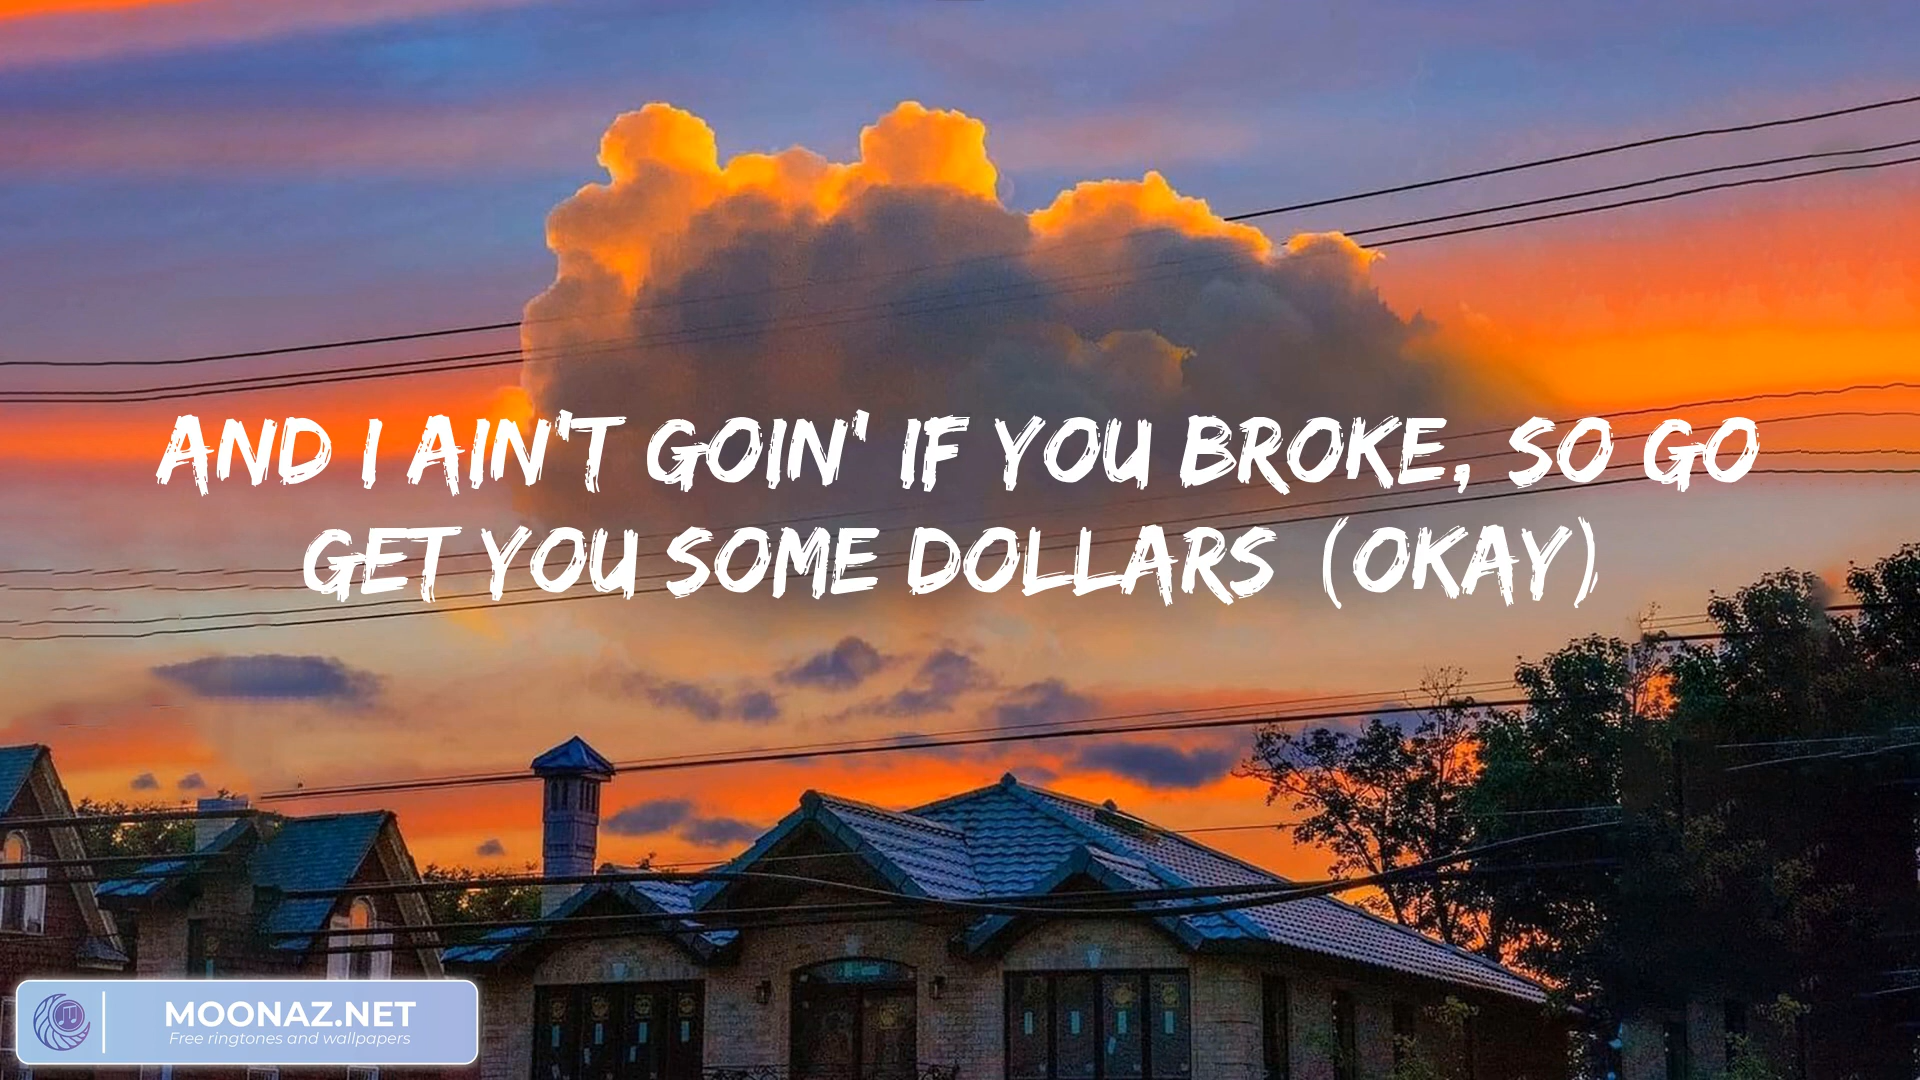 AND I AIN'T GOIN' IF YOU BROKE, SO GO
GET YOU SOME DOLLARS (OKAY)
MOONAZ.NET
Free ringtones and wallpapers